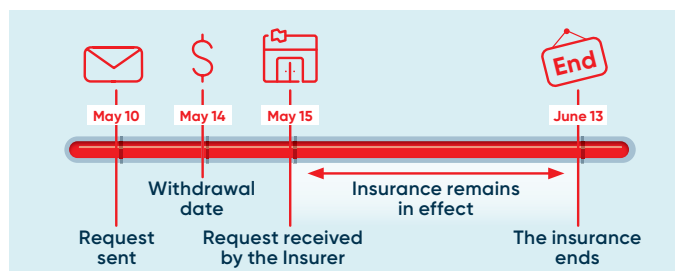 End
May 10
May 14
May 15
June 13
Withdrawal
date
Insurance remains
in effect
Request
sent
Request received
by the Insurer
The insurance
ends